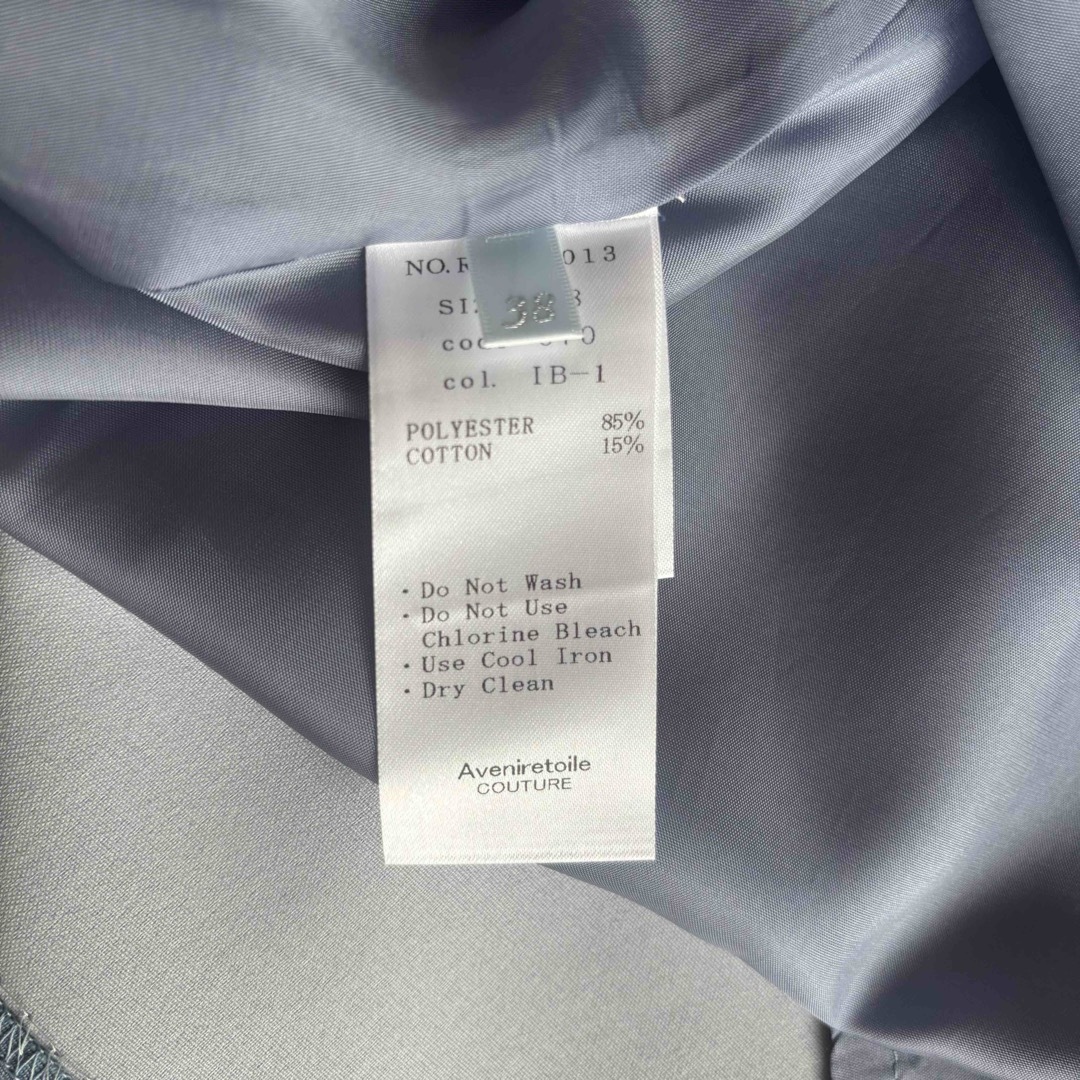 013
38
col. IB-1
POLYESTER 85%
COTTON 15%
・Do Not Wash
・Do Not Use
Chlorine Bleach
・Use Cool Iron
・Dry Clean
Aveniretoile
COUTURE